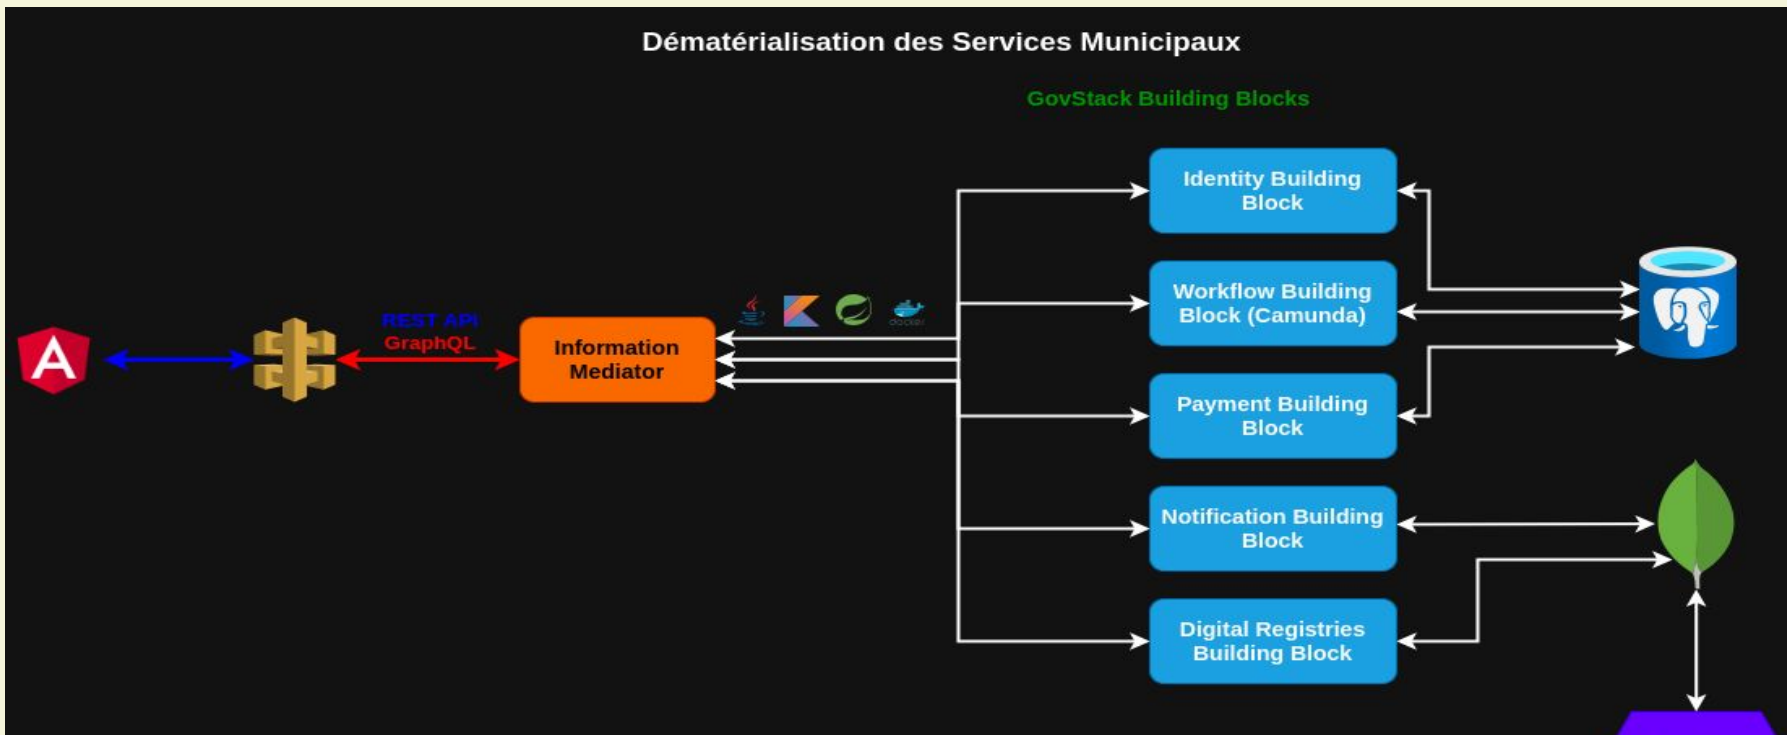 Dématérialisation des Services Municipaux
GovStack Building Blocks
Identity Building
Block
Workflow Building
Block (Camunda)
REST API
GraphQL
docker
Information
Mediator
Payment Building
Block
Notification Building
Block
Digital Registries
Building Block